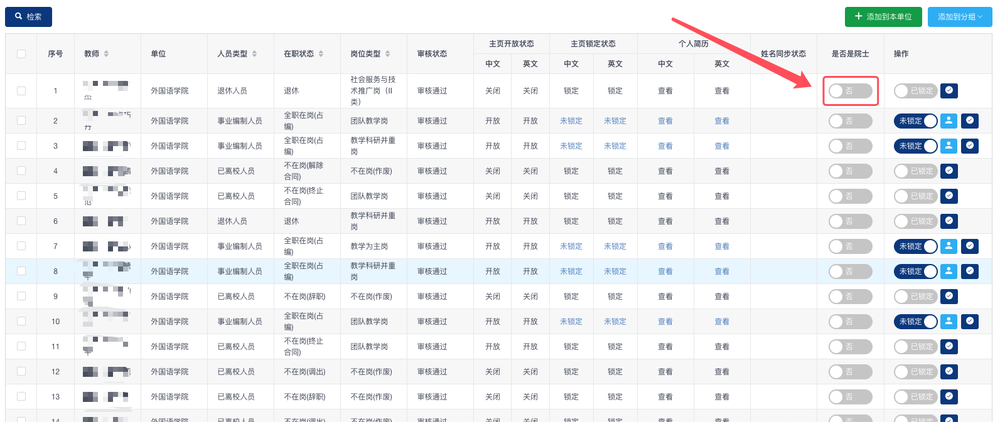 检索
添加到本单位
添加到分组
序号 教师 单位 人员类型 在职状态 岗位类型 审核状态 主页开放状态 主页锁定状态 个人简历 姓名同步状态 是否是院士 操作
中文 英文 中文 英文 中文 英文
1 外国语学院 退休人员 退休 社会服务与技术推广岗（II类） 审核通过 关闭 关闭 锁定 锁定 查看 查看 否 已锁定
2 外国语学院 事业编制人员 全职在岗(占编) 团队教学岗 审核通过 开放 开放 未锁定 未锁定 查看 查看 否 未锁定
3 外国语学院 事业编制人员 全职在岗(占编) 教学科研并重岗 审核通过 开放 开放 未锁定 未锁定 查看 查看 否 未锁定
4 外国语学院 已离校人员 不在岗(解除合同) 不在岗(作废) 审核通过 关闭 关闭 锁定 锁定 查看 查看 否 已锁定
5 范 外国语学院 已离校人员 不在岗(终止合同) 团队教学岗 审核通过 关闭 关闭 锁定 锁定 查看 查看 否 已锁定
6 外国语学院 退休人员 退休 教学科研并重岗 审核通过 开放 开放 锁定 锁定 查看 查看 否 已锁定
7 外国语学院 事业编制人员 全职在岗(占编) 教学为主岗 审核通过 开放 开放 未锁定 未锁定 查看 查看 否 未锁定
8 外国语学院 事业编制人员 全职在岗(占编) 教学科研并重岗 审核通过 开放 开放 未锁定 未锁定 查看 查看 否 未锁定
9 外国语学院 已离校人员 不在岗(辞职) 不在岗(作废) 审核通过 关闭 关闭 锁定 锁定 查看 查看 否 已锁定
10 外国语学院 事业编制人员 全职在岗(占编) 团队教学岗 审核通过 开放 开放 未锁定 未锁定 查看 查看 否 未锁定
11 外国语学院 已离校人员 不在岗(终止合同) 团队教学岗 审核通过 开放 开放 锁定 锁定 查看 查看 否 已锁定
12 外国语学院 已离校人员 不在岗(调出) 不在岗(作废) 审核通过 关闭 关闭 锁定 锁定 查看 查看 否 已锁定
13 外国语学院 已离校人员 不在岗(辞职) 不在岗(作废) 审核通过 关闭 关闭 锁定 锁定 查看 查看 否 已锁定
14 外国语学院 已离校人员 不在岗(调出) 不在岗(作废) 审核通过 关闭 关闭 锁定 锁定 查看 查看 否 已锁定